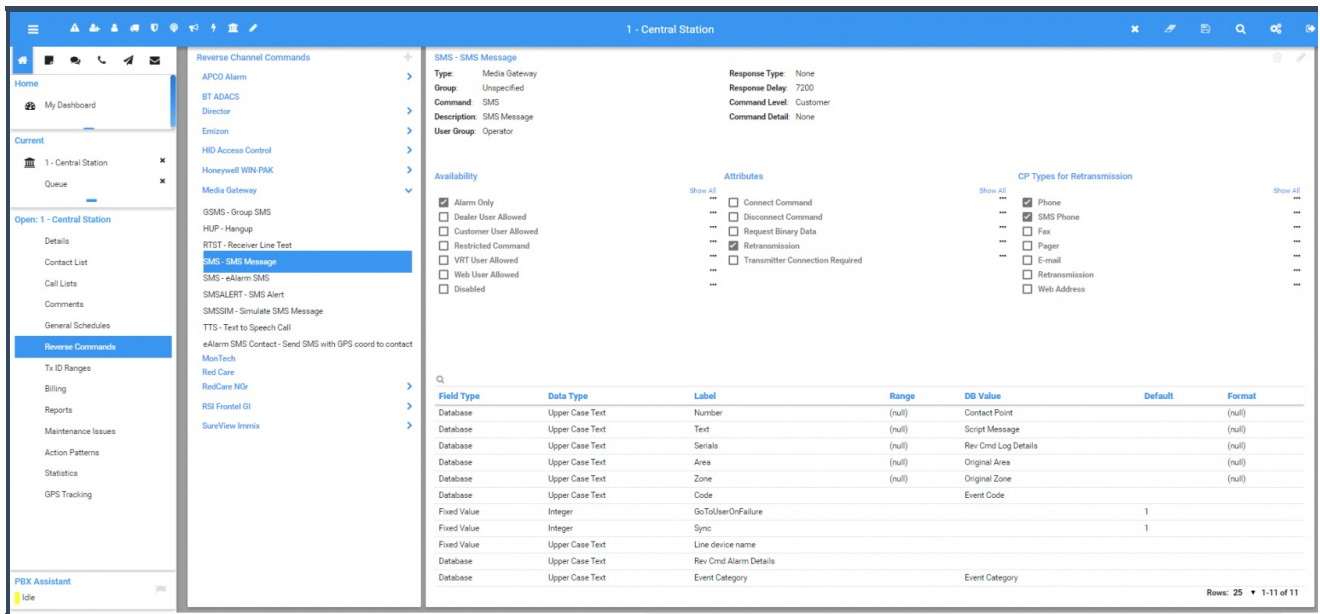 1 - Central Station
Home
My Dashboard
Current
1 - Central Station
Queue
Open: 1 - Central Station
Details
Contact List
Call Lists
Comments
General Schedules
Reverse Commands
Tx ID Ranges
Billing
Reports
Maintenance Issues
Action Patterns
Statistics
GPS Tracking
PBX Assistant
Idle
Reverse Channel Commands
APCO Alarm
BT ADACS
Director
Emizon
HID Access Control
Honeywell WIN-PAK
Media Gateway
GSMS - Group SMS
HUP - Hangup
RTST - Receiver Line Test
SMS - SMS Message
SMS - eAlarm SMS
SMSALERT - SMS Alert
SMSSIM - Simulate SMS Message
TTS - Text to Speech Call
eAlarm SMS Contact - Send SMS with GPS coord to contact
MonTech
Red Care
RedCare NGr
RSI Frontel GI
SureView Immix
SMS - SMS Message
Type: Media Gateway
Group: Unspecified
Command: SMS
Description: SMS Message
User Group: Operator
Response Type: None
Response Delay: 7200
Command Level: Customer
Command Detail: None
Availability
Show All
Alarm Only
Dealer User Allowed
Customer User Allowed
Restricted Command
VRT User Allowed
Web User Allowed
Disabled
Attributes
Show All
Connect Command
Disconnect Command
Request Binary Data
Retransmission
Transmitter Connection Required
CP Types for Retransmission
Show All
Phone
SMS Phone
Fax
Pager
E-mail
Retransmission
Web Address
Field Type Data Type Label Range DB Value Default Format
Database Upper Case Text Number (null) Contact Point (null)
Database Upper Case Text Text (null) Script Message (null)
Database Upper Case Text Serials (null) Rev Cmd Log Details (null)
Database Upper Case Text Area (null) Original Area (null)
Database Upper Case Text Zone (null) Original Zone (null)
Database Upper Case Text Code Event Code
Fixed Value Integer GoToUserOnFailure 1
Fixed Value Integer Sync 1
Fixed Value Upper Case Text Line device name
Database Upper Case Text Rev Cmd Alarm Details
Database Upper Case Text Event Category Event Category
Rows: 25 1-11 of 11